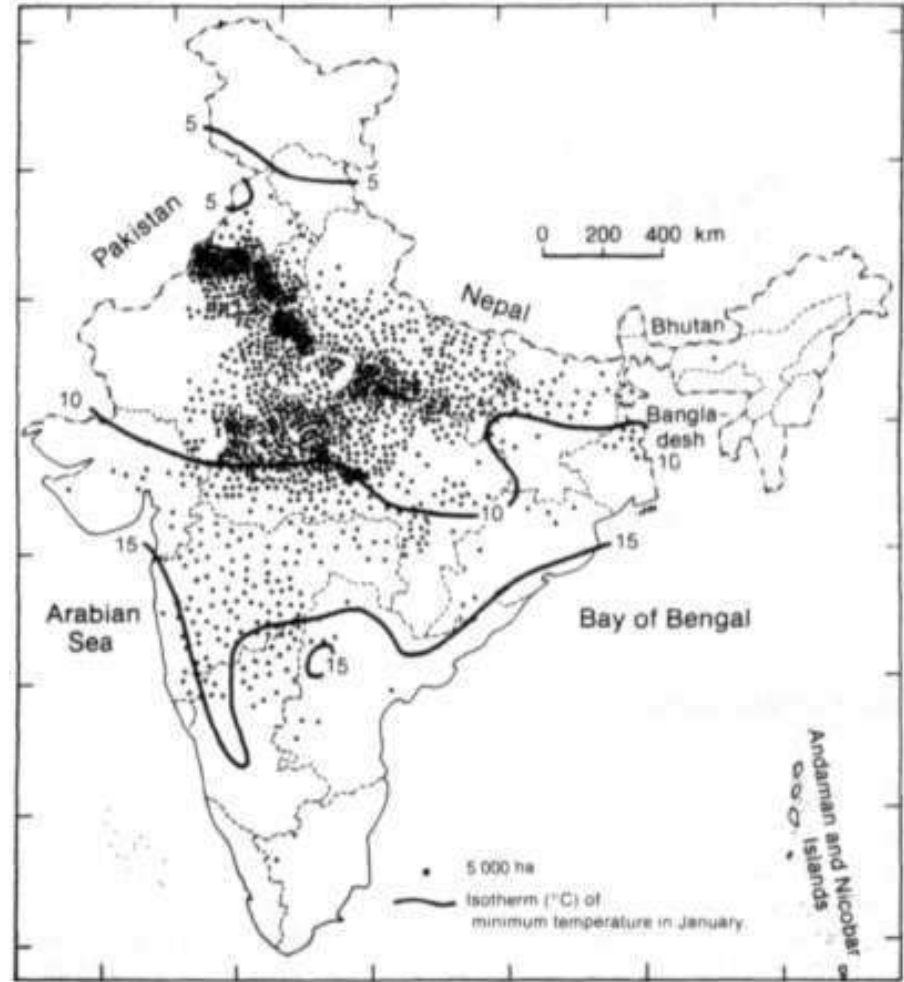 5
5
5
Pakistan
0 200 400 km
Nepal
Bhutan
10
Bangla-
desh
10
10
15
15
Arabian
Sea
Bay of Bengal
15
Andaman and Nicobar
Islands
5 000 ha
Isotherm (°C) of
minimum temperature in January.